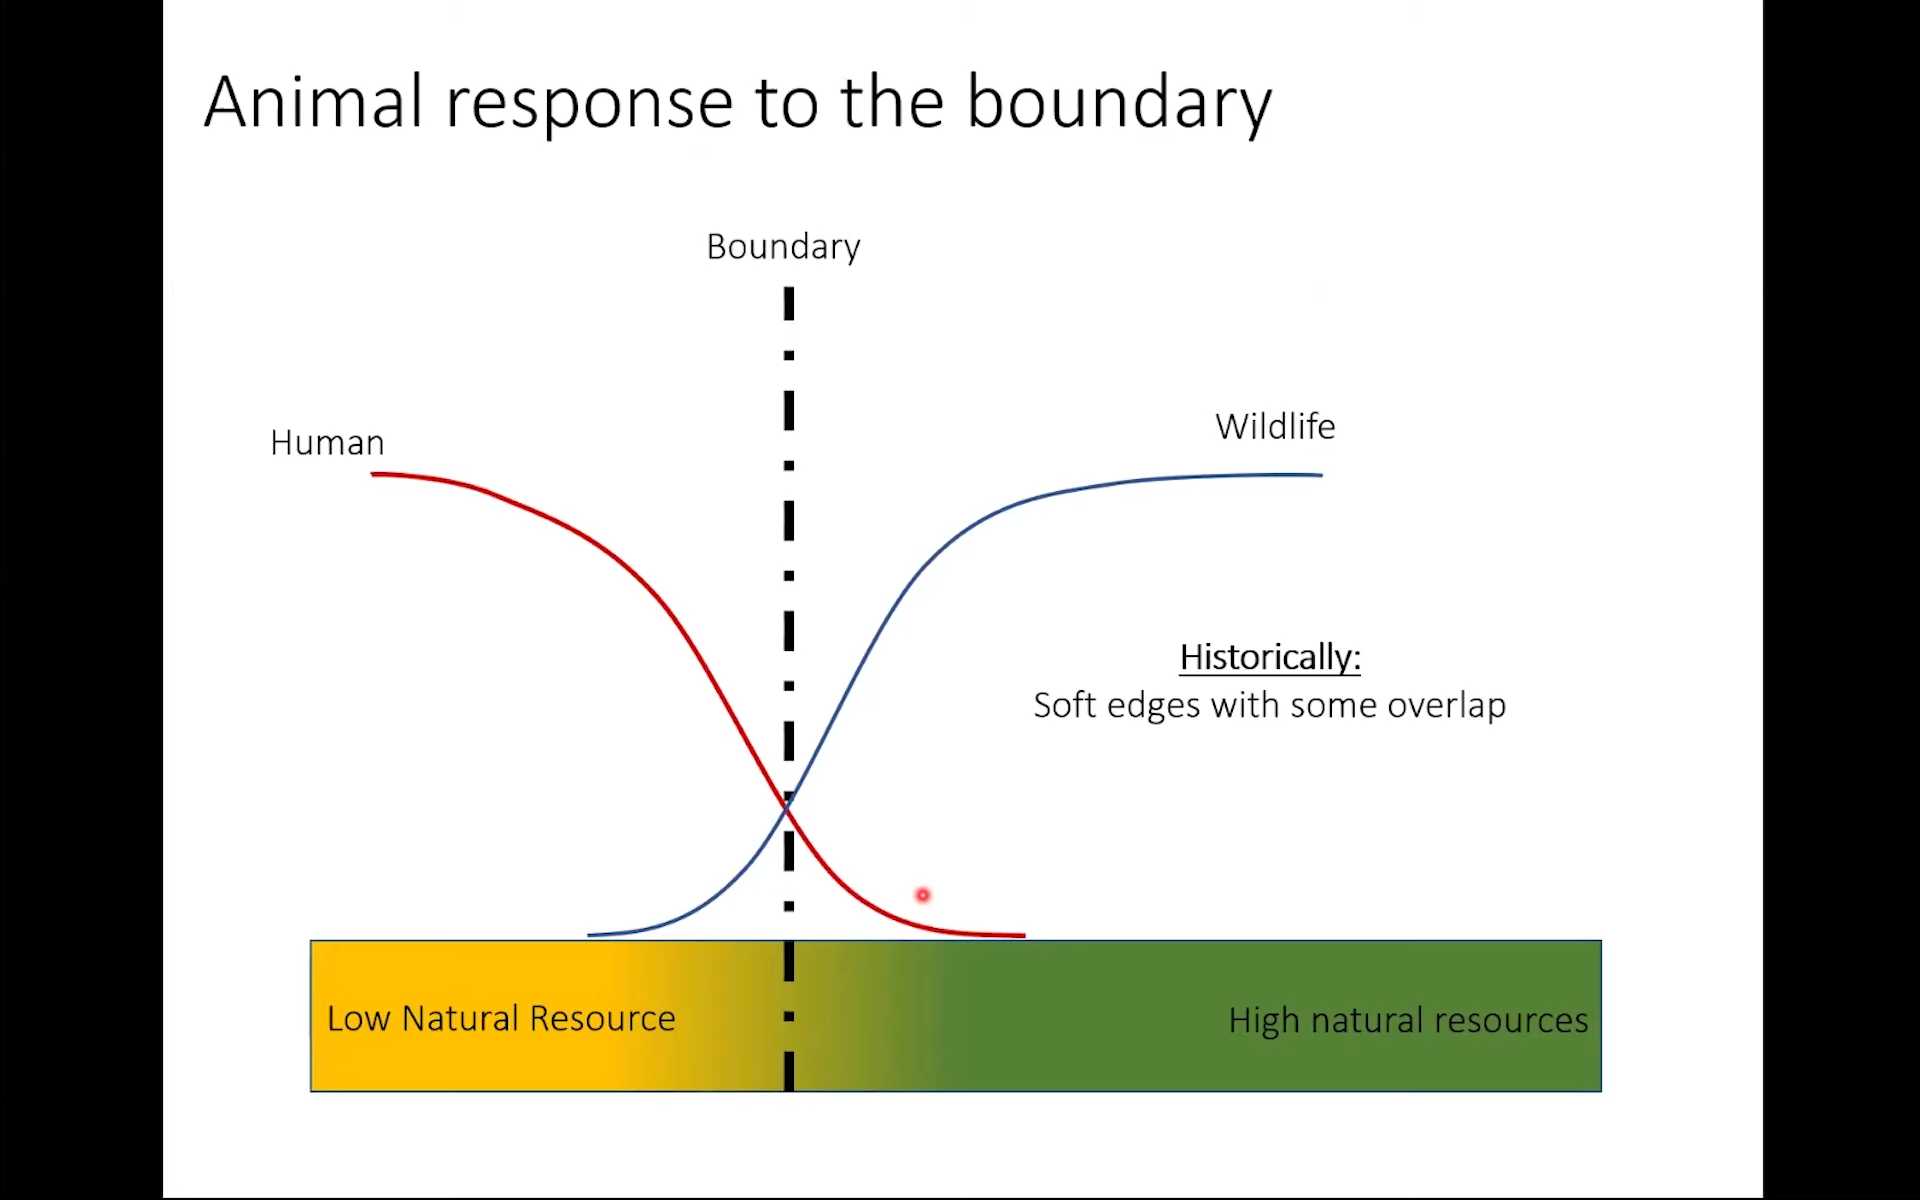 Animal response to the boundary
Boundary
Human
Wildlife
Historically:
Soft edges with some overlap
Low Natural Resource
High natural resources